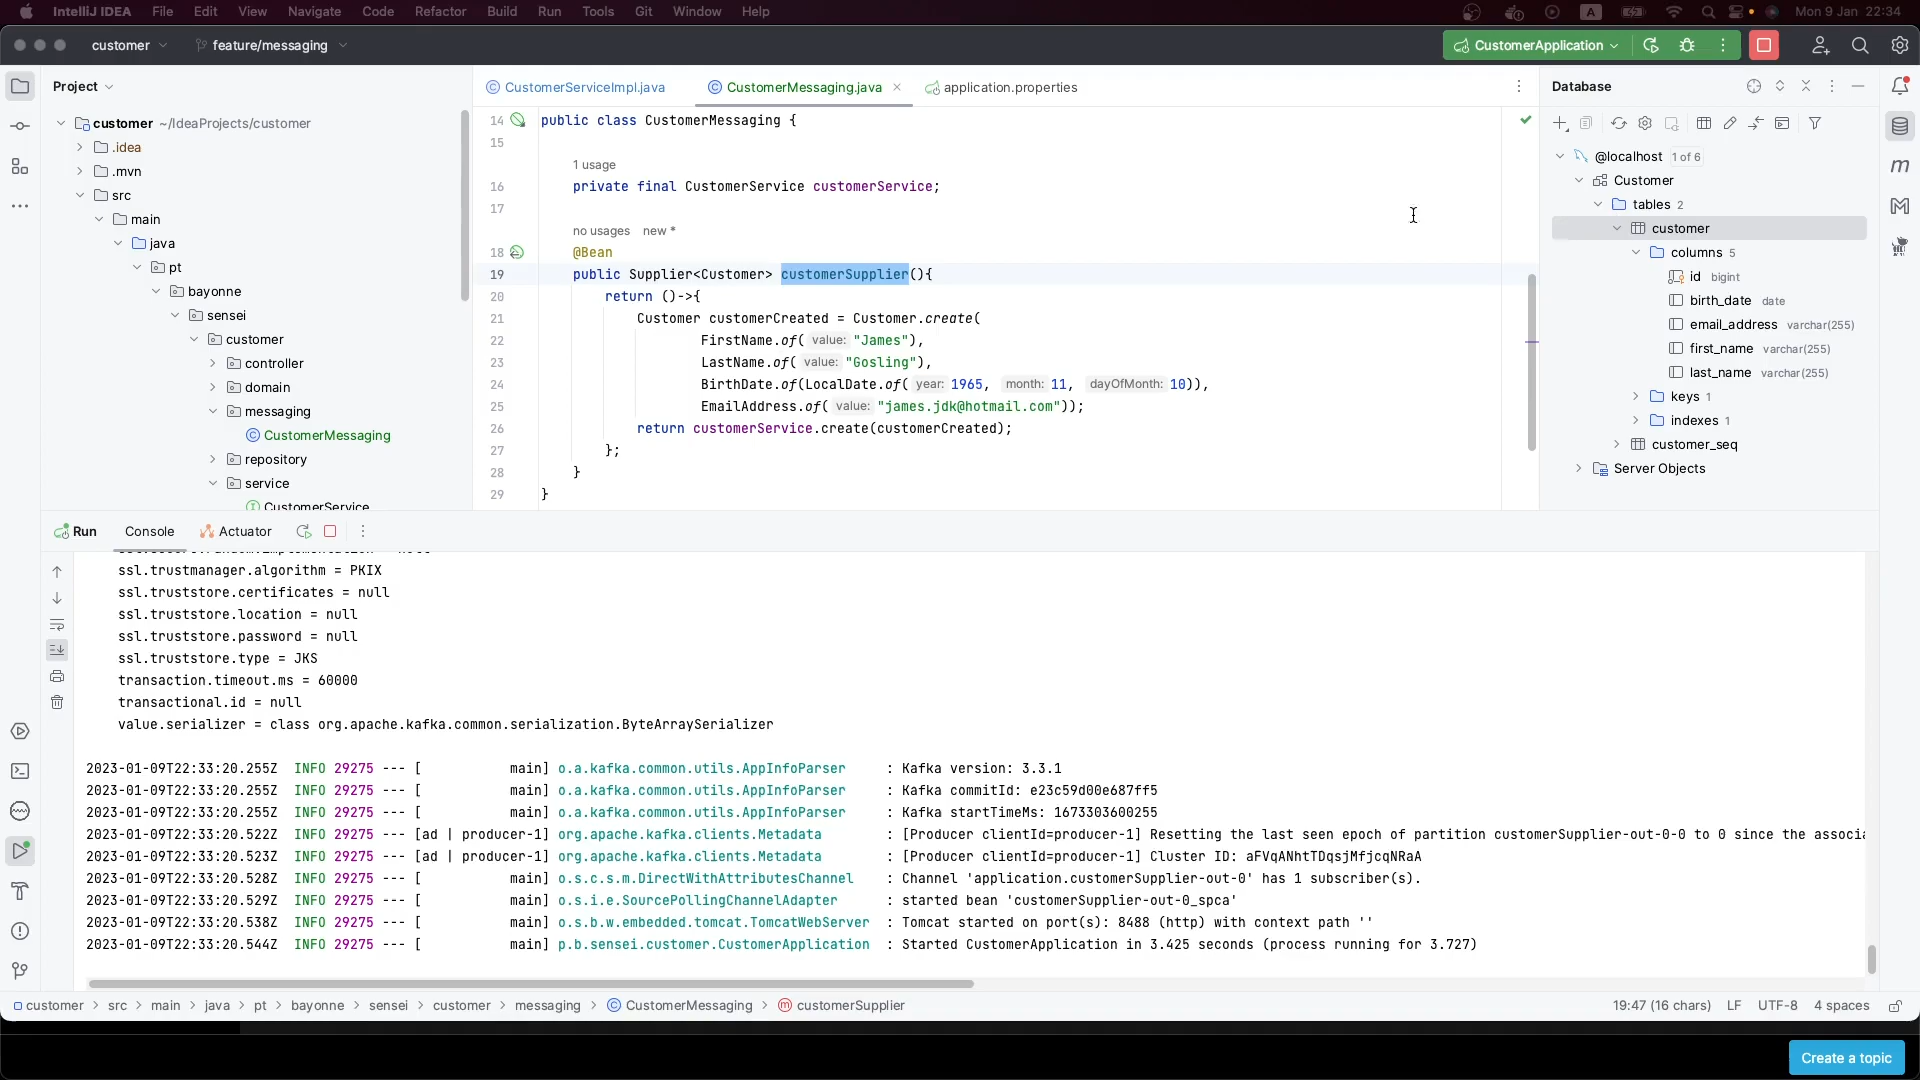 IntelliJ IDEA File Edit View Navigate Code Refactor Build Run Tools Git Window Help A Mon 9 Jan 22:34
customer feature/messaging CustomerApplication
Project
customer ~/IdeaProjects/customer
.idea
.mvn
src
main
java
pt
bayonne
sensei
customer
controller
domain
messaging
CustomerMessaging
repository
service
CustomerService
CustomerServiceImpl.java CustomerMessaging.java application.properties
14 public class CustomerMessaging {
15
1 usage
16 private final CustomerService customerService;
17
no usages new *
18 @Bean
19 public Supplier<Customer> customerSupplier(){
20 return ()->{
21 Customer customerCreated = Customer.create(
22 FirstName.of( value: "James"),
23 LastName.of( value: "Gosling"),
24 BirthDate.of(LocalDate.of( year: 1965, month: 11, dayOfMonth: 10)),
25 EmailAddress.of( value: "james.jdk@hotmail.com"));
26 return customerService.create(customerCreated);
27 };
28 }
29 }
Database
@localhost 1 of 6
Customer
tables 2
customer
columns 5
id bigint
birth_date date
email_address varchar(255)
first_name varchar(255)
last_name varchar(255)
keys 1
indexes 1
customer_seq
Server Objects
Run Console Actuator
ssl.trustmanager.algorithm = PKIX
ssl.truststore.certificates = null
ssl.truststore.location = null
ssl.truststore.password = null
ssl.truststore.type = JKS
transaction.timeout.ms = 60000
transactional.id = null
value.serializer = class org.apache.kafka.common.serialization.ByteArraySerializer
2023-01-09T22:33:20.255Z INFO 29275 --- [ main] o.a.kafka.common.utils.AppInfoParser : Kafka version: 3.3.1
2023-01-09T22:33:20.255Z INFO 29275 --- [ main] o.a.kafka.common.utils.AppInfoParser : Kafka commitId: e23c59d00e687ff5
2023-01-09T22:33:20.255Z INFO 29275 --- [ main] o.a.kafka.common.utils.AppInfoParser : Kafka startTimeMs: 1673303600255
2023-01-09T22:33:20.522Z INFO 29275 --- [ad | producer-1] org.apache.kafka.clients.Metadata : [Producer clientId=producer-1] Resetting the last seen epoch of partition customerSupplier-out-0-0 to 0 since the associa
2023-01-09T22:33:20.523Z INFO 29275 --- [ad | producer-1] org.apache.kafka.clients.Metadata : [Producer clientId=producer-1] Cluster ID: aFVqANhtTDqsjMfjcqNRaA
2023-01-09T22:33:20.528Z INFO 29275 --- [ main] o.s.c.s.m.DirectWithAttributesChannel : Channel 'application.customerSupplier-out-0' has 1 subscriber(s).
2023-01-09T22:33:20.529Z INFO 29275 --- [ main] o.s.i.e.SourcePollingChannelAdapter : started bean 'customerSupplier-out-0_spca'
2023-01-09T22:33:20.538Z INFO 29275 --- [ main] o.s.b.w.embedded.tomcat.TomcatWebServer : Tomcat started on port(s): 8488 (http) with context path ''
2023-01-09T22:33:20.544Z INFO 29275 --- [ main] p.b.sensei.customer.CustomerApplication : Started CustomerApplication in 3.425 seconds (process running for 3.727)
customer > src > main > java > pt > bayonne > sensei > customer > messaging > CustomerMessaging > customerSupplier 19:47 (16 chars) LF UTF-8 4 spaces
Create a topic